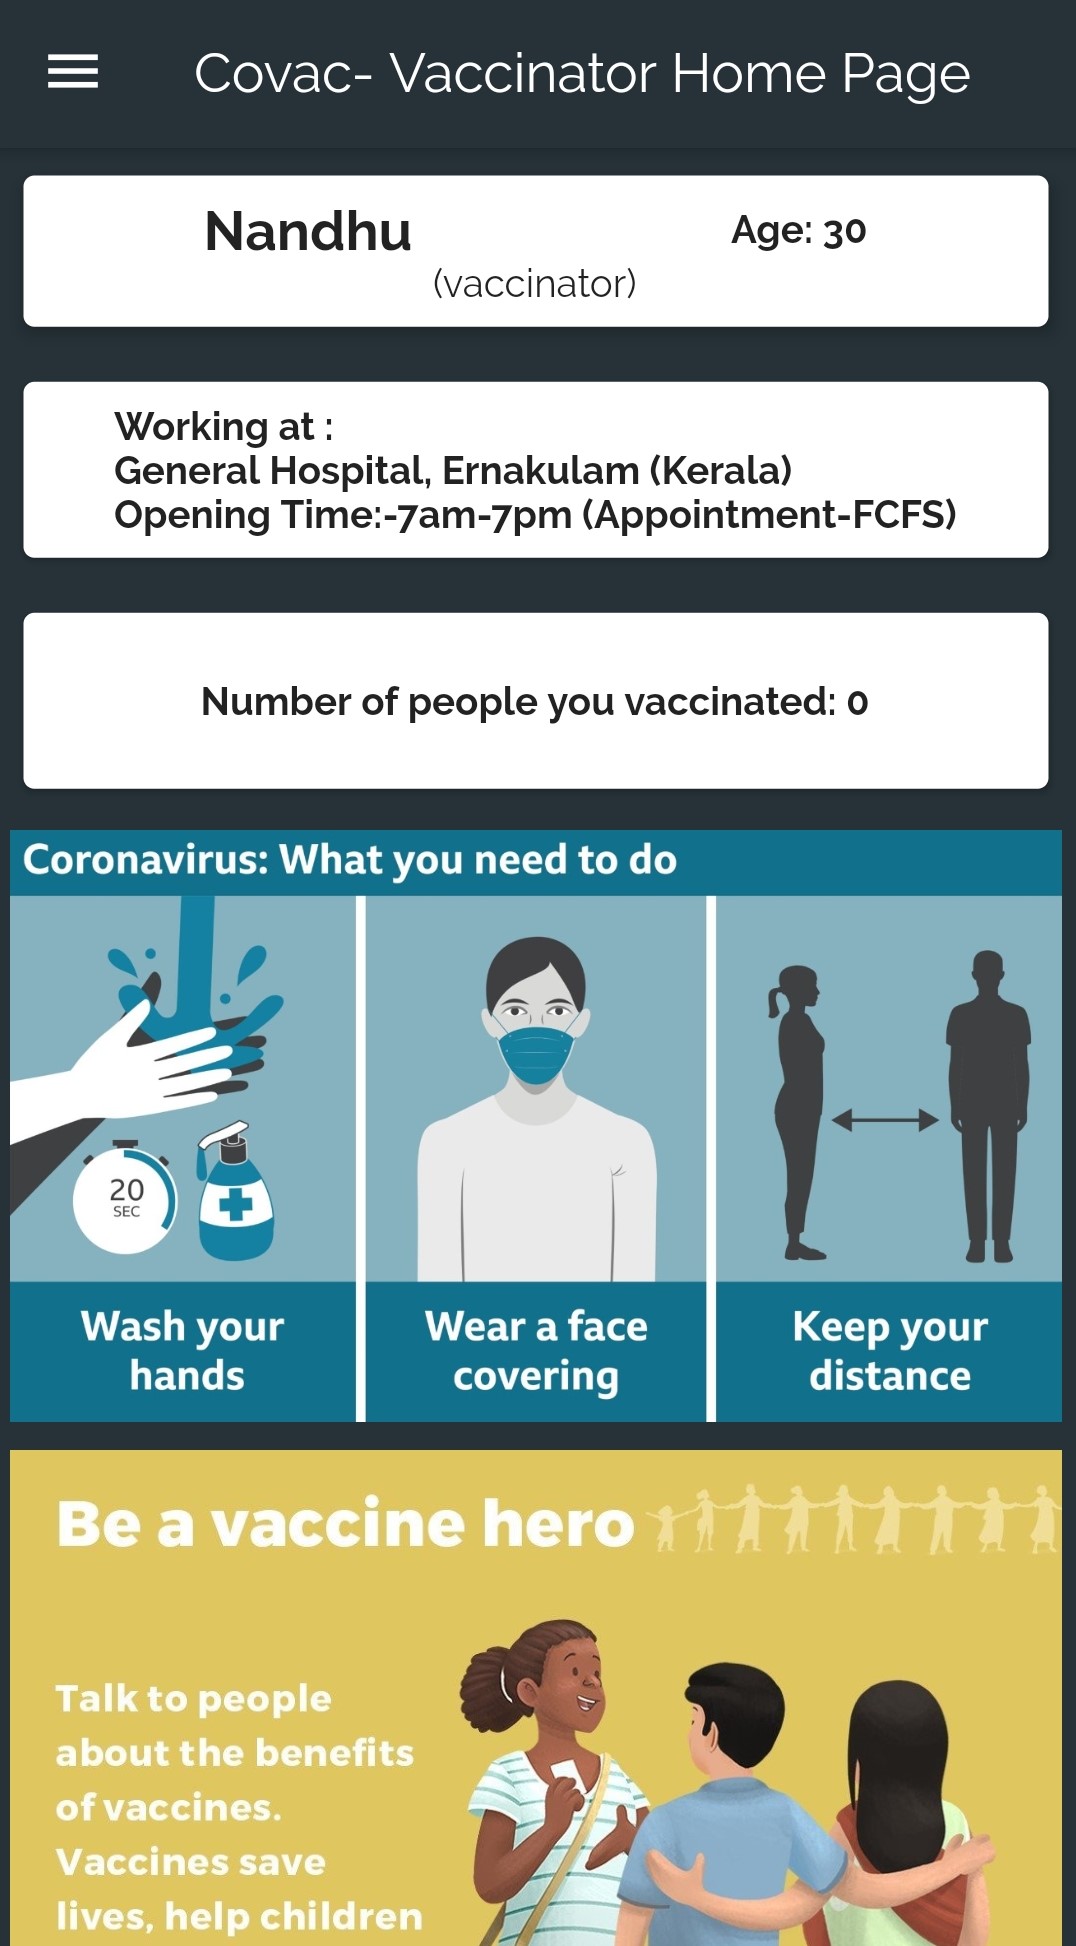 Covac- Vaccinator Home Page
Nandhu
Age: 30
(vaccinator)
Working at :
General Hospital, Ernakulam (Kerala)
Opening Time:-7am-7pm (Appointment-FCFS)
Number of people you vaccinated: 0
Coronavirus: What you need to do
20
SEC
Wash your
hands
Wear a face
covering
Keep your
distance
Be a vaccine hero
Talk to people
about the benefits
of vaccines.
Vaccines save
lives, help children